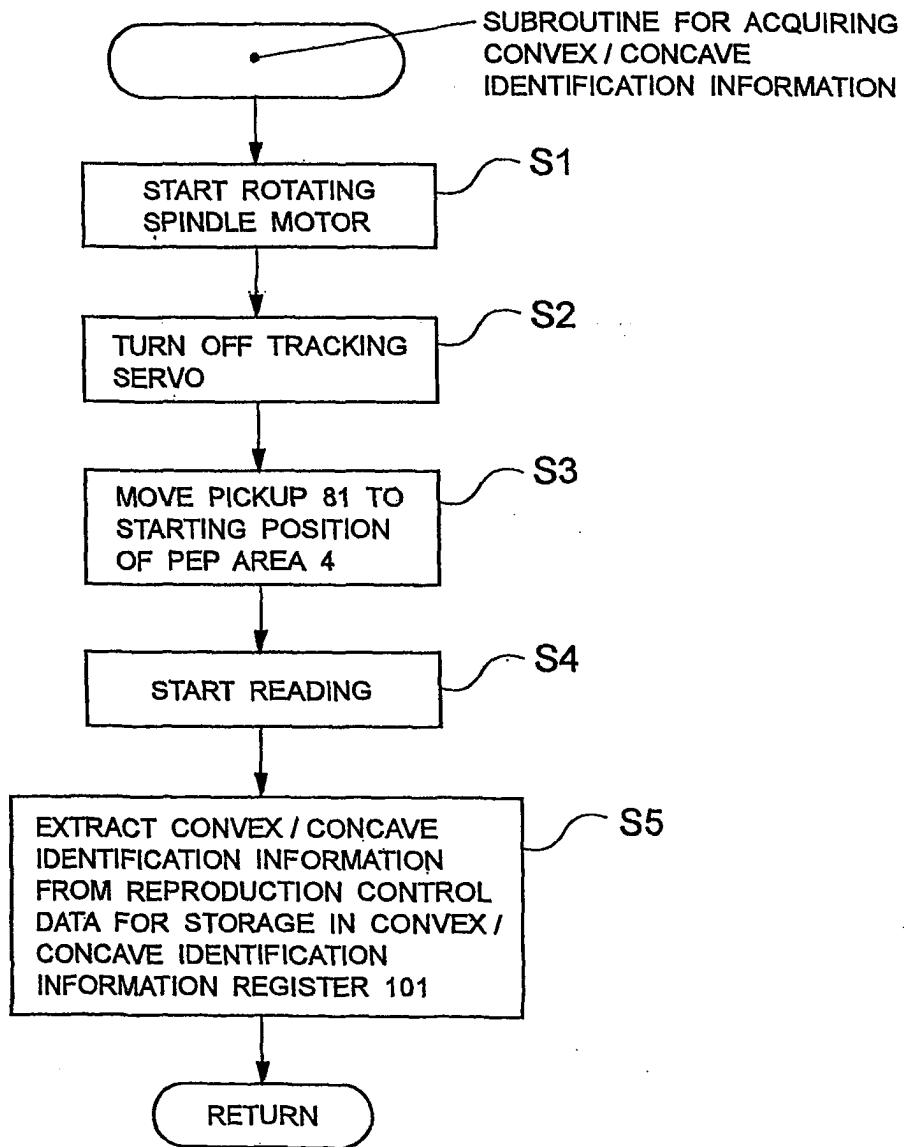 SUBROUTINE FOR ACQUIRING
CONVEX / CONCAVE
IDENTIFICATION INFORMATION
S1
START ROTATING
SPINDLE MOTOR
S2
TURN OFF TRACKING
SERVO
S3
MOVE PICKUP 81 TO
STARTING POSITION
OF PEP AREA 4
S4
START READING
S5
EXTRACT CONVEX / CONCAVE
IDENTIFICATION INFORMATION
FROM REPRODUCTION CONTROL
DATA FOR STORAGE IN CONVEX /
CONCAVE IDENTIFICATION
INFORMATION REGISTER 101
RETURN